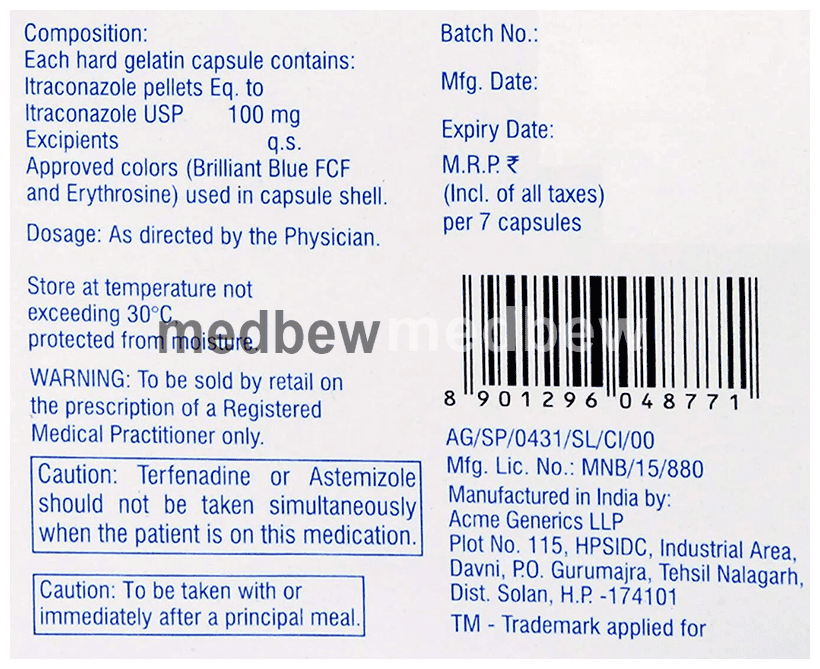 Composition:
Each hard gelatin capsule contains:
Itraconazole pellets Eq. to
Itraconazole USP 100 mg
Excipients q.s.
Approved colors (Brilliant Blue FCF
and Erythrosine) used in capsule shell.
Dosage: As directed by the Physician.
Store at temperature not
exceeding 30°C,
protected from moisture.
WARNING: To be sold by retail on
the prescription of a Registered
Medical Practitioner only.
Caution: Terfenadine or Astemizole
should not be taken simultaneously
when the patient is on this medication.
Caution: To be taken with or
immediately after a principal meal.
Batch No.:
Mfg. Date:
Expiry Date:
M.R.P. ₹
(Incl. of all taxes)
per 7 capsules
medbew medbew
8 901296 048771
AG/SP/0431/SL/CI/00
Mfg. Lic. No.: MNB/15/880
Manufactured in India by:
Acme Generics LLP
Plot No. 115, HPSIDC, Industrial Area,
Davni, P.O. Gurumajra, Tehsil Nalagarh,
Dist. Solan, H.P. -174101
TM - Trademark applied for